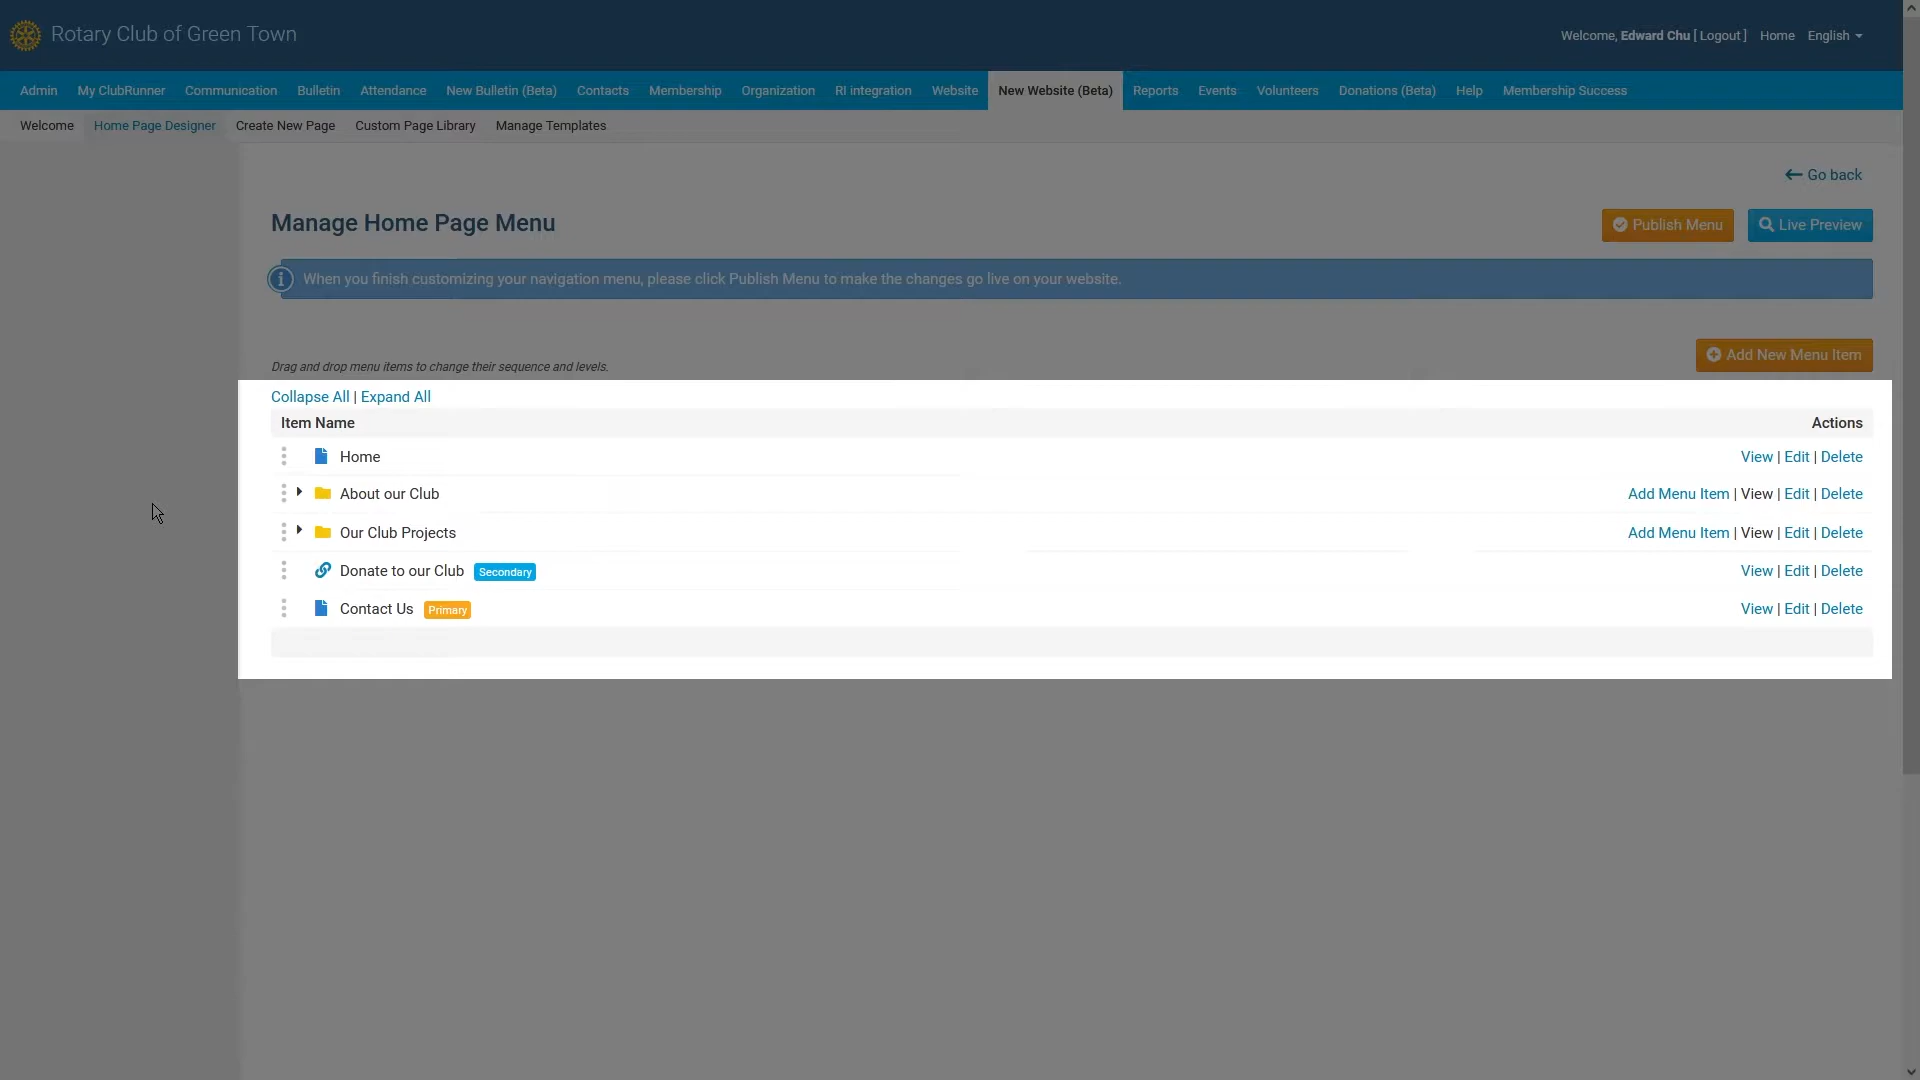 Rotary Club of Green Town
Welcome, Edward Chu [ Logout ] Home English
Admin My ClubRunner Communication Bulletin Attendance New Bulletin (Beta) Contacts Membership Organization RI integration Website New Website (Beta) Reports Events Volunteers Donations (Beta) Help Membership Success
Welcome Home Page Designer Create New Page Custom Page Library Manage Templates
Go back
Manage Home Page Menu
Publish Menu Live Preview
When you finish customizing your navigation menu, please click Publish Menu to make the changes go live on your website.
Add New Menu Item
Drag and drop menu items to change their sequence and levels.
Collapse All | Expand All
Item Name Actions
Home View | Edit | Delete
About our Club Add Menu Item | View | Edit | Delete
Our Club Projects Add Menu Item | View | Edit | Delete
Donate to our Club Secondary View | Edit | Delete
Contact Us Primary View | Edit | Delete